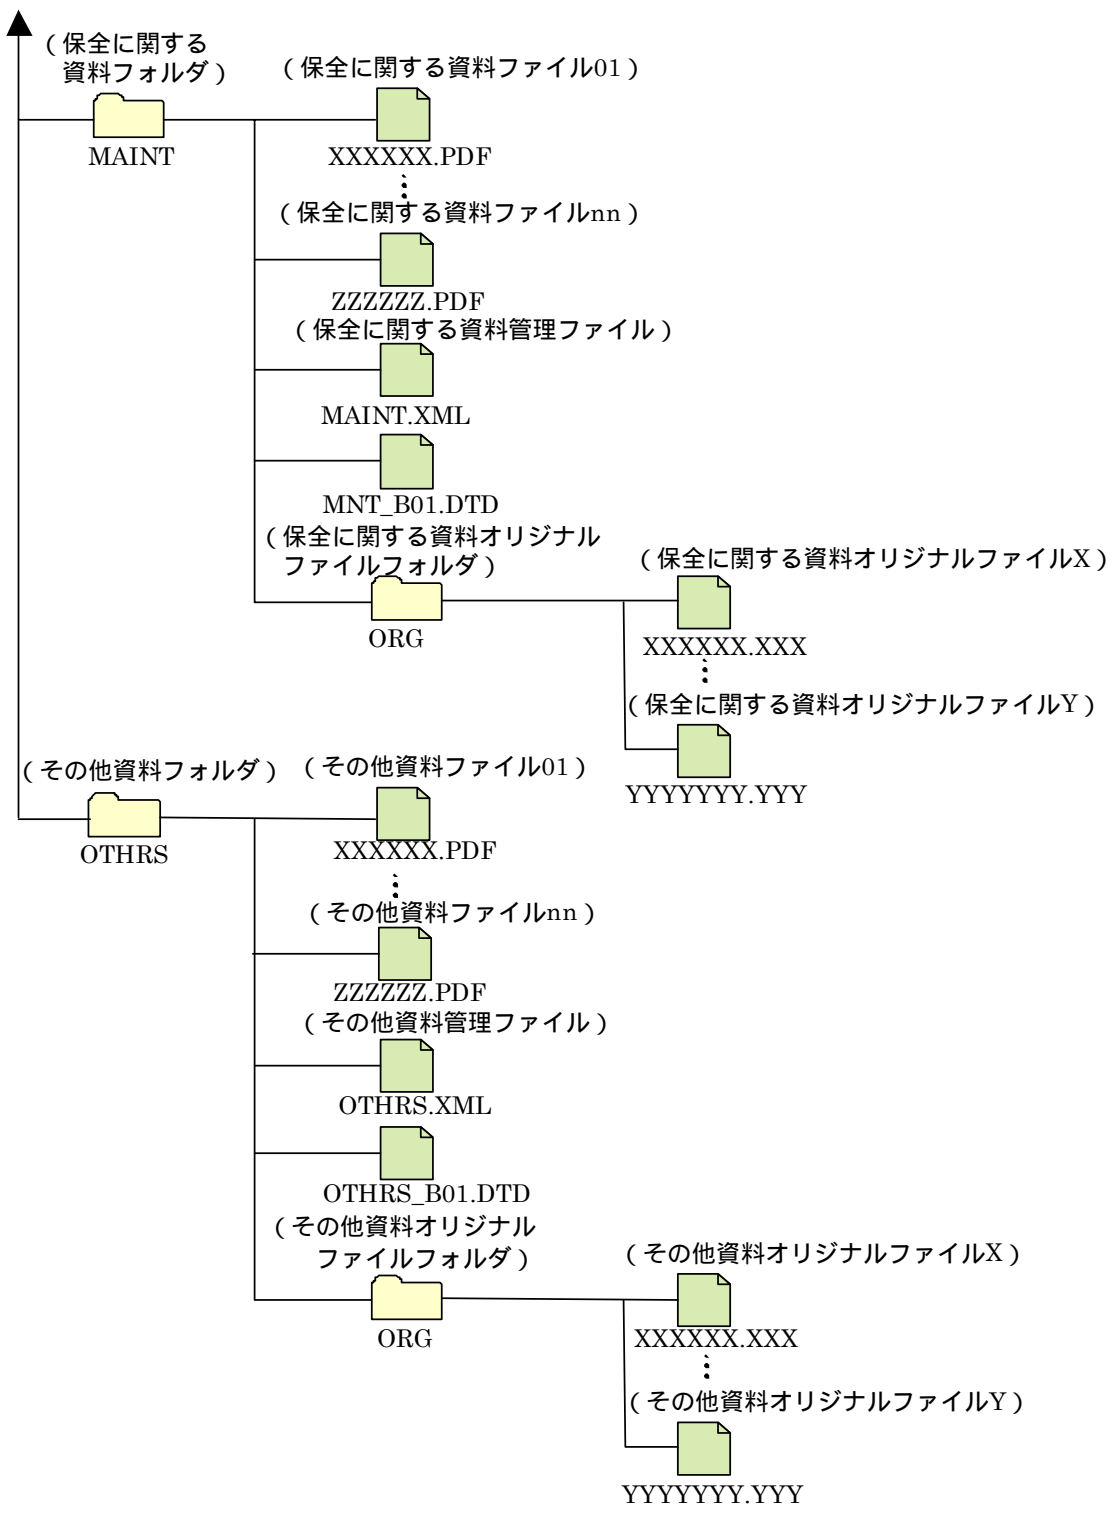 （保全に関する
資料フォルダ）
（保全に関する資料ファイル01）
MAINT
XXXXXX.PDF
（保全に関する資料ファイルnn）
ZZZZZZ.PDF
（保全に関する資料管理ファイル）
MAINT.XML
MNT_B01.DTD
（保全に関する資料オリジナル
ファイルフォルダ）
ORG
（保全に関する資料オリジナルファイルX）
XXXXXX.XXX
（保全に関する資料オリジナルファイルY）
YYYYYYY.YYY
（その他資料フォルダ）
OTHRS
（その他資料ファイル01）
XXXXXX.PDF
（その他資料ファイルnn）
ZZZZZZ.PDF
（その他資料管理ファイル）
OTHRS.XML
OTHRS_B01.DTD
（その他資料オリジナル
ファイルフォルダ）
ORG
（その他資料オリジナルファイルX）
XXXXXX.XXX
（その他資料オリジナルファイルY）
YYYYYYY.YYY